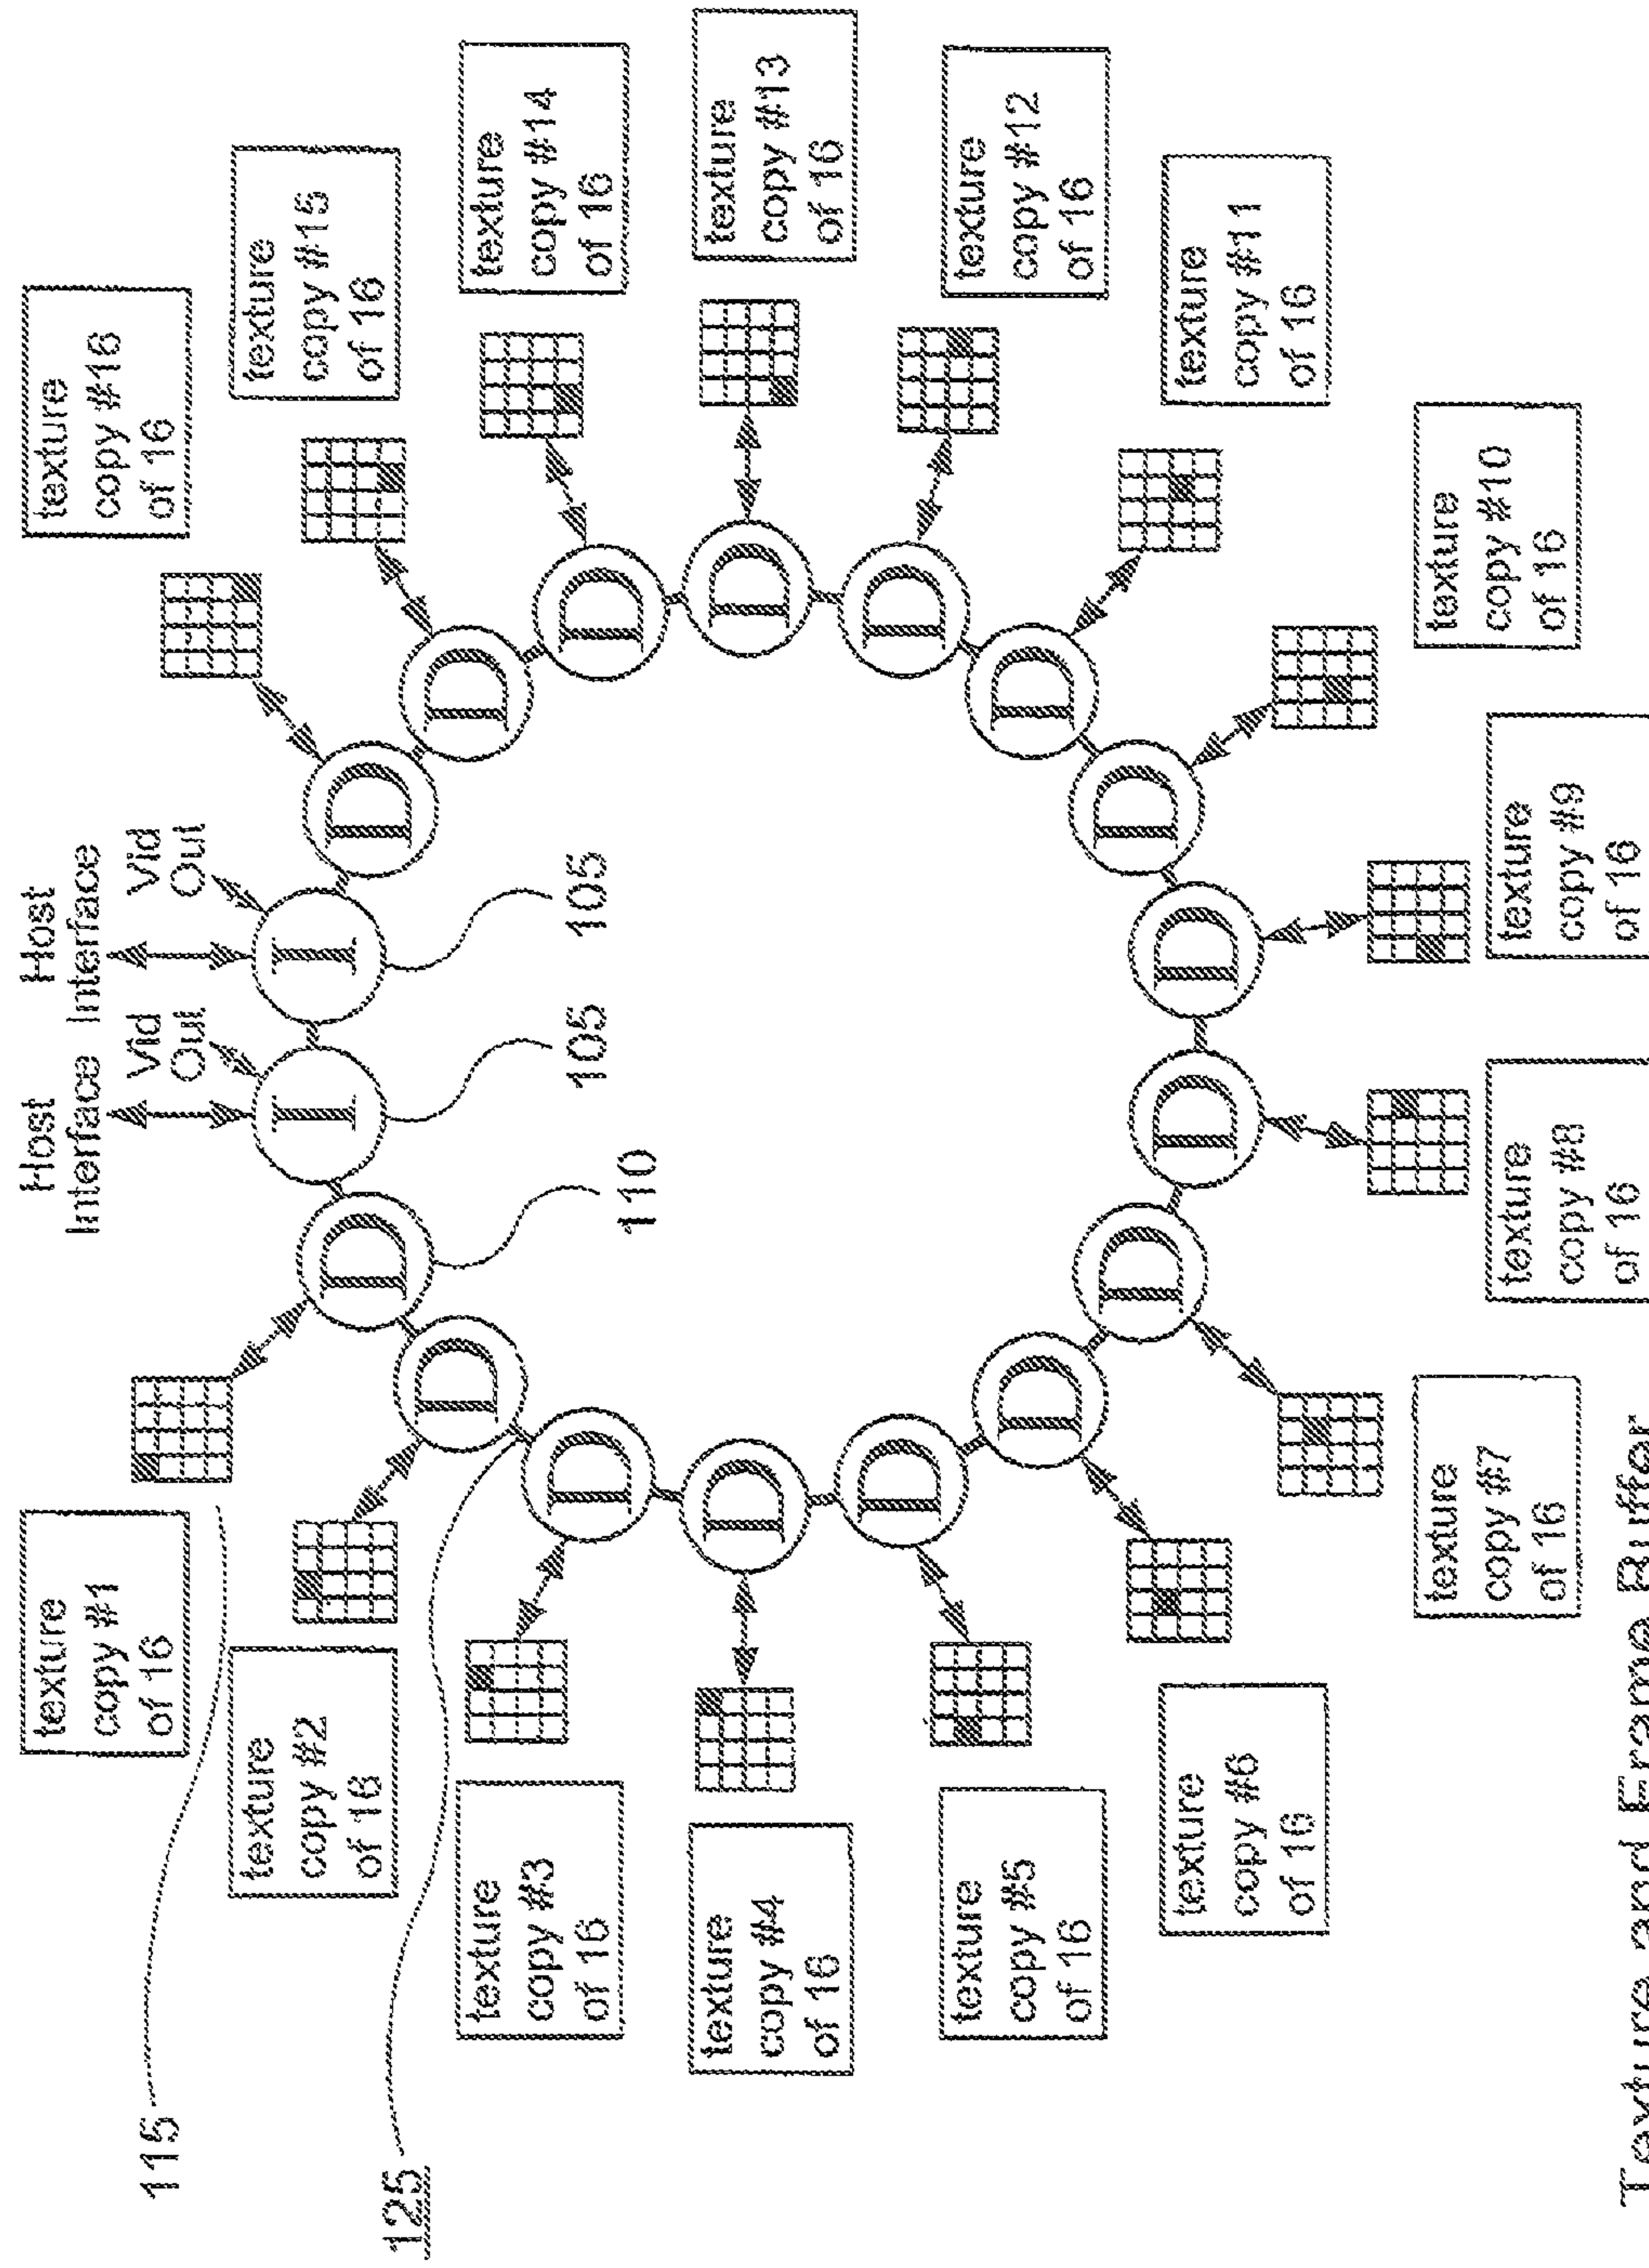 texture
copy #1
of 16
Host
Interface
Host
Interface
texture
copy #16
of 16
Vid
Out
Vid
Out
115
texture
copy #2
of 16
texture
copy #15
of 16
I
I
D
D
125
D
D
105
105
110
texture
copy #3
of 16
texture
copy #14
of 16
D
D
texture
copy #4
of 16
D
D
texture
copy #13
of 16
texture
copy #5
of 16
D
D
texture
copy #12
of 16
texture
copy #6
of 16
D
D
texture
copy #11
of 16
D
D
D
D
texture
copy #7
of 16
texture
copy #10
of 16
texture
copy #8
of 16
texture
copy #9
of 16
Texture and Frame Buffer